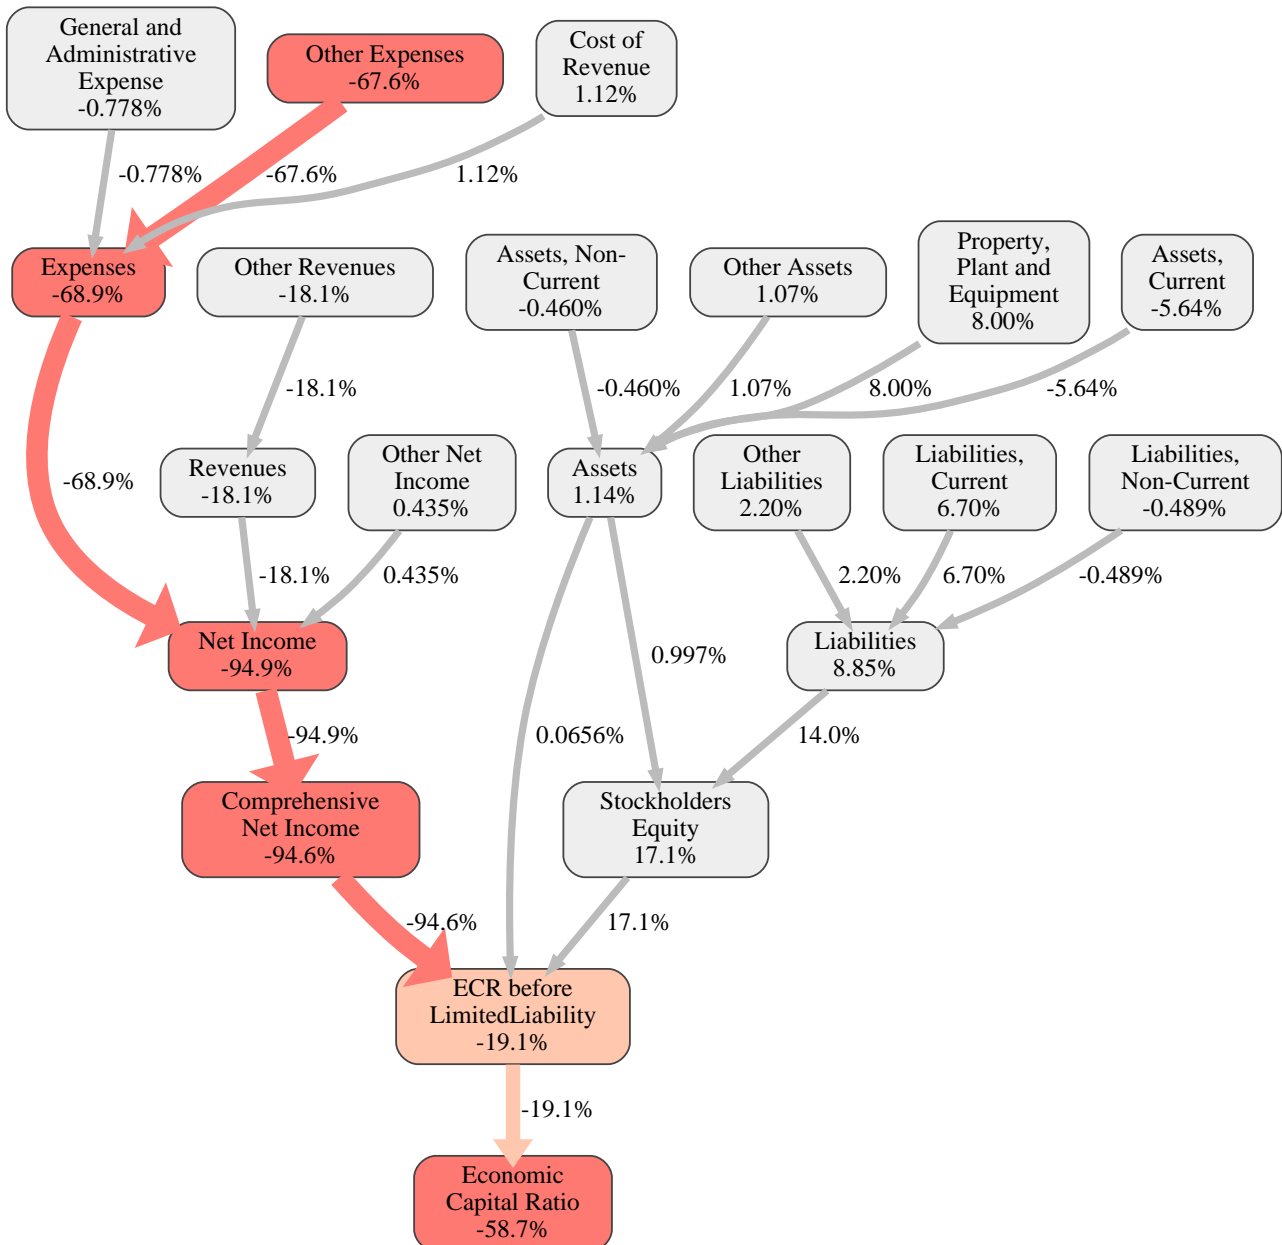 General and
Administrative
Expense
-0.778%
Other Expenses
-67.6%
Cost of
Revenue
1.12%
-0.778%
-67.6%
1.12%
Expenses
-68.9%
Other Revenues
-18.1%
Assets, Non-
Current
-0.460%
Other Assets
1.07%
Property,
Plant and
Equipment
8.00%
Assets,
Current
-5.64%
-18.1%
-0.460%
1.07%
8.00%
-5.64%
-68.9%
Revenues
-18.1%
Other Net
Income
0.435%
Assets
1.14%
Other
Liabilities
2.20%
Liabilities,
Current
6.70%
Liabilities,
Non-Current
-0.489%
-18.1%
0.435%
2.20%
6.70%
-0.489%
Net Income
-94.9%
0.997%
Liabilities
8.85%
-94.9%
0.0656%
14.0%
Comprehensive
Net Income
-94.6%
Stockholders
Equity
17.1%
-94.6%
17.1%
ECR before
LimitedLiability
-19.1%
-19.1%
Economic
Capital Ratio
-58.7%